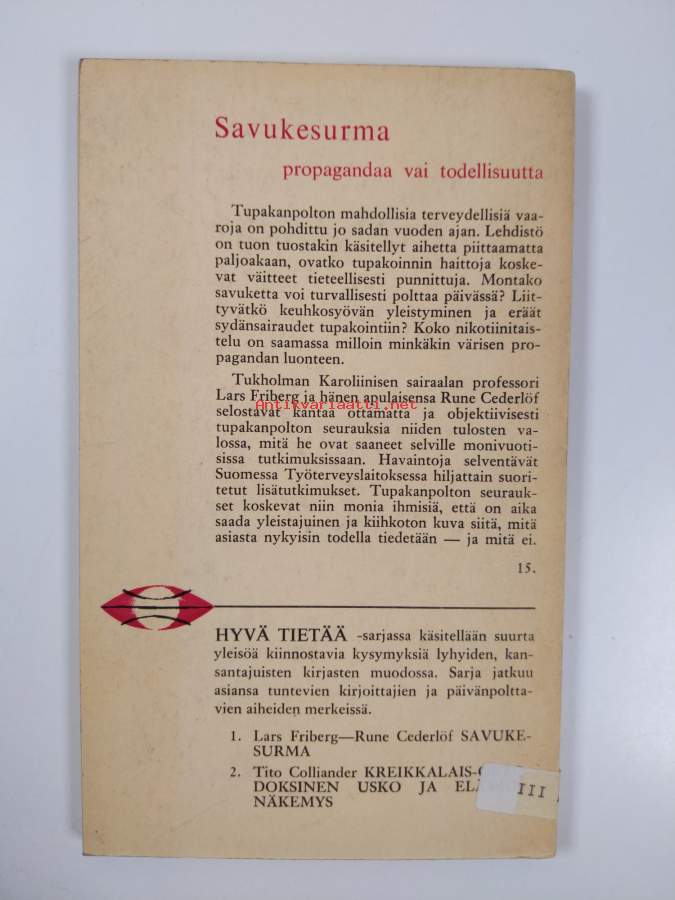 Savukesurma
propagandaa vai todellisuutta
Tupakanpolton mahdollisia terveydellisiä vaa-
roja on pohdittu jo sadan vuoden ajan. Lehdistö
on tuon tuostakin käsitellyt aihetta piittaamatta
paljoakaan, ovatko tupakoinnin haittoja koske-
vat väitteet tieteellisesti punnittuja. Montako
savuketta voi turvallisesti polttaa päivässä? Liit-
tyvätkö keuhkosyövän yleistyminen ja eräät
sydänsairaudet tupakointiin? Koko nikotiinitais-
telu on saamassa milloin minkäkin värisen pro-
pagandan luonteen.
Tukholman Karoliinisen sairaalan professori
Lars Friberg ja hänen apulaisensa Rune Cederlöf
Antikvariaatti.net
selostavat kantaa ottamatta ja objektiivisesti
tupakanpolton seurauksia niiden tulosten va-
lossa, mitä he ovat saaneet selville monivuoti-
sissa tutkimuksissaan. Havaintoja selventävät
Suomessa Työterveyslaitoksessa hiljattain suori-
tetut lisätutkimukset. Tupakanpolton seurauk-
set koskevat niin monia ihmisiä, että on aika
saada yleistajuinen ja kiihkoton kuva siitä, mitä
asiasta nykyisin todella tiedetään — ja mitä ei.
15.
HYVÄ TIETÄÄ -sarjassa käsitellään suurta
yleisöä kiinnostavia kysymyksiä lyhyiden, kan-
santajuisten kirjasten muodossa. Sarja jatkuu
asiansa tuntevien kirjoittajien ja päivänpoltta-
vien aiheiden merkeissä.
1. Lars Friberg—Rune Cederlöf SAVUKE-
SURMA
2. Tito Colliander KREIKKALAIS-
DOKSINEN USKO JA
NÄKEMYS
III